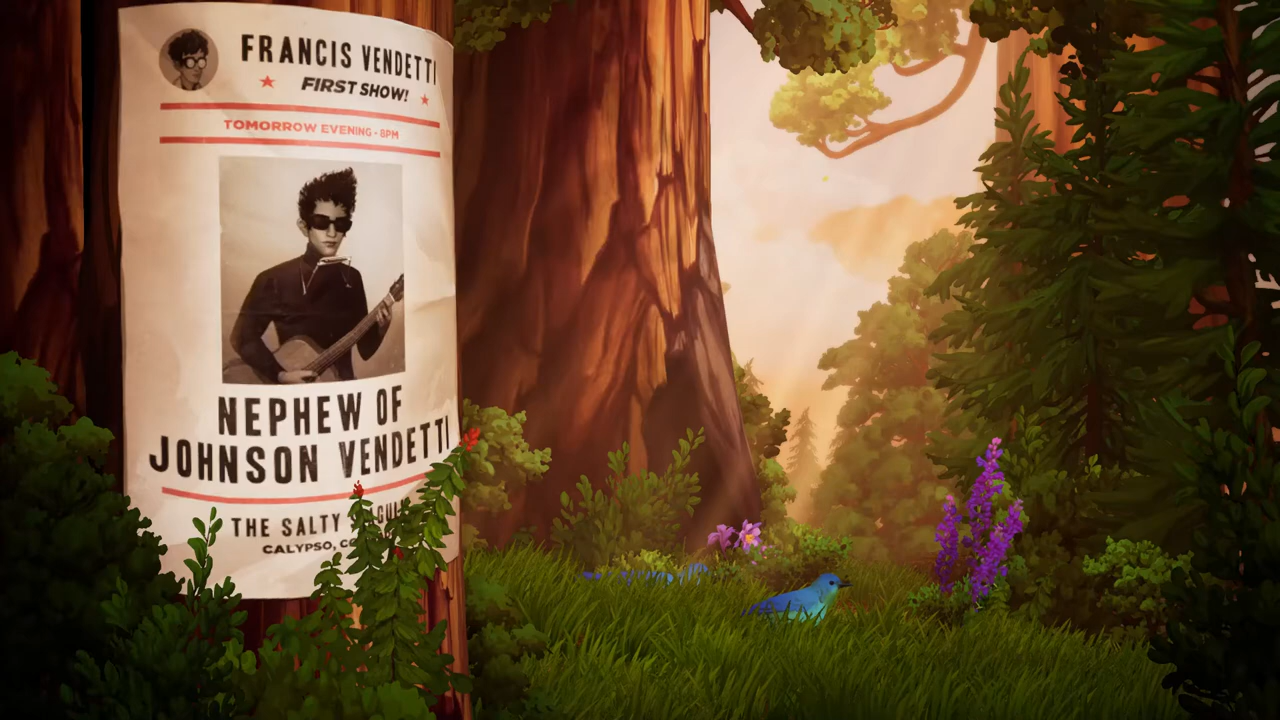 FRANCIS VENDETTI
FIRST SHOW!
TOMORROW EVENING - 8PM
NEPHEW OF
JOHNSON VENDETTI
THE SALTY
CALYPSO,